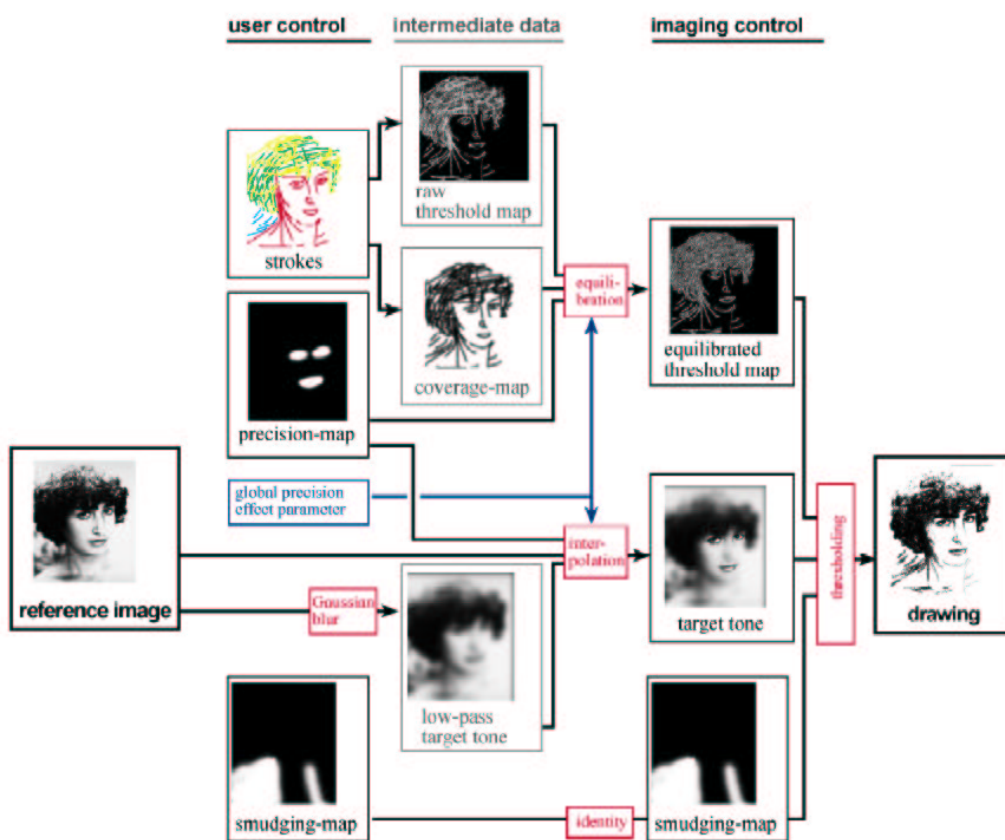 user control
intermediate data
imaging control
raw
threshold map
strokes
equili-
bration
equilibrated
threshold map
coverage-map
precision-map
global precision
effect parameter
inter-
polation
thresholding
reference image
Gaussian
blur
target tone
drawing
low-pass
target tone
smudging-map
identity
smudging-map